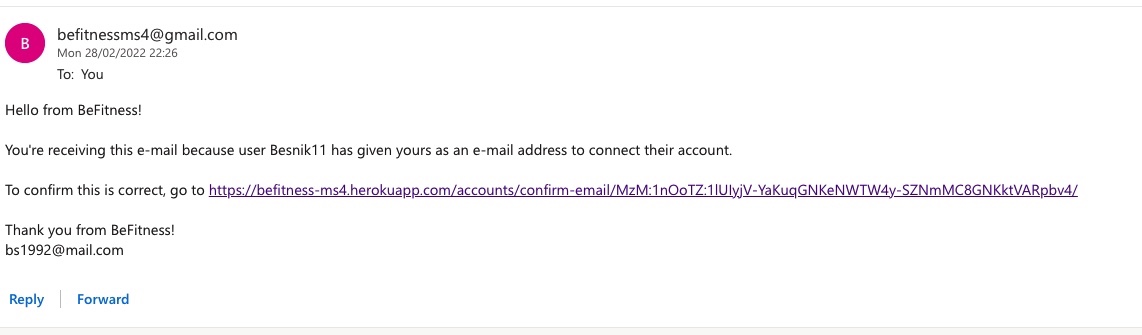 B
befitnessms4@gmail.com
Mon 28/02/2022 22:26
To: You
Hello from BeFitness!
You're receiving this e-mail because user Besnik11 has given yours as an e-mail address to connect their account.
To confirm this is correct, go to https://befitness-ms4.herokuapp.com/accounts/confirm-email/MzM:1nOoTZ:1lUIyjV-YaKuqGNKeNWTW4y-SZNmMC8GNKktVARpbv4/
Thank you from BeFitness!
bs1992@mail.com
Reply | Forward